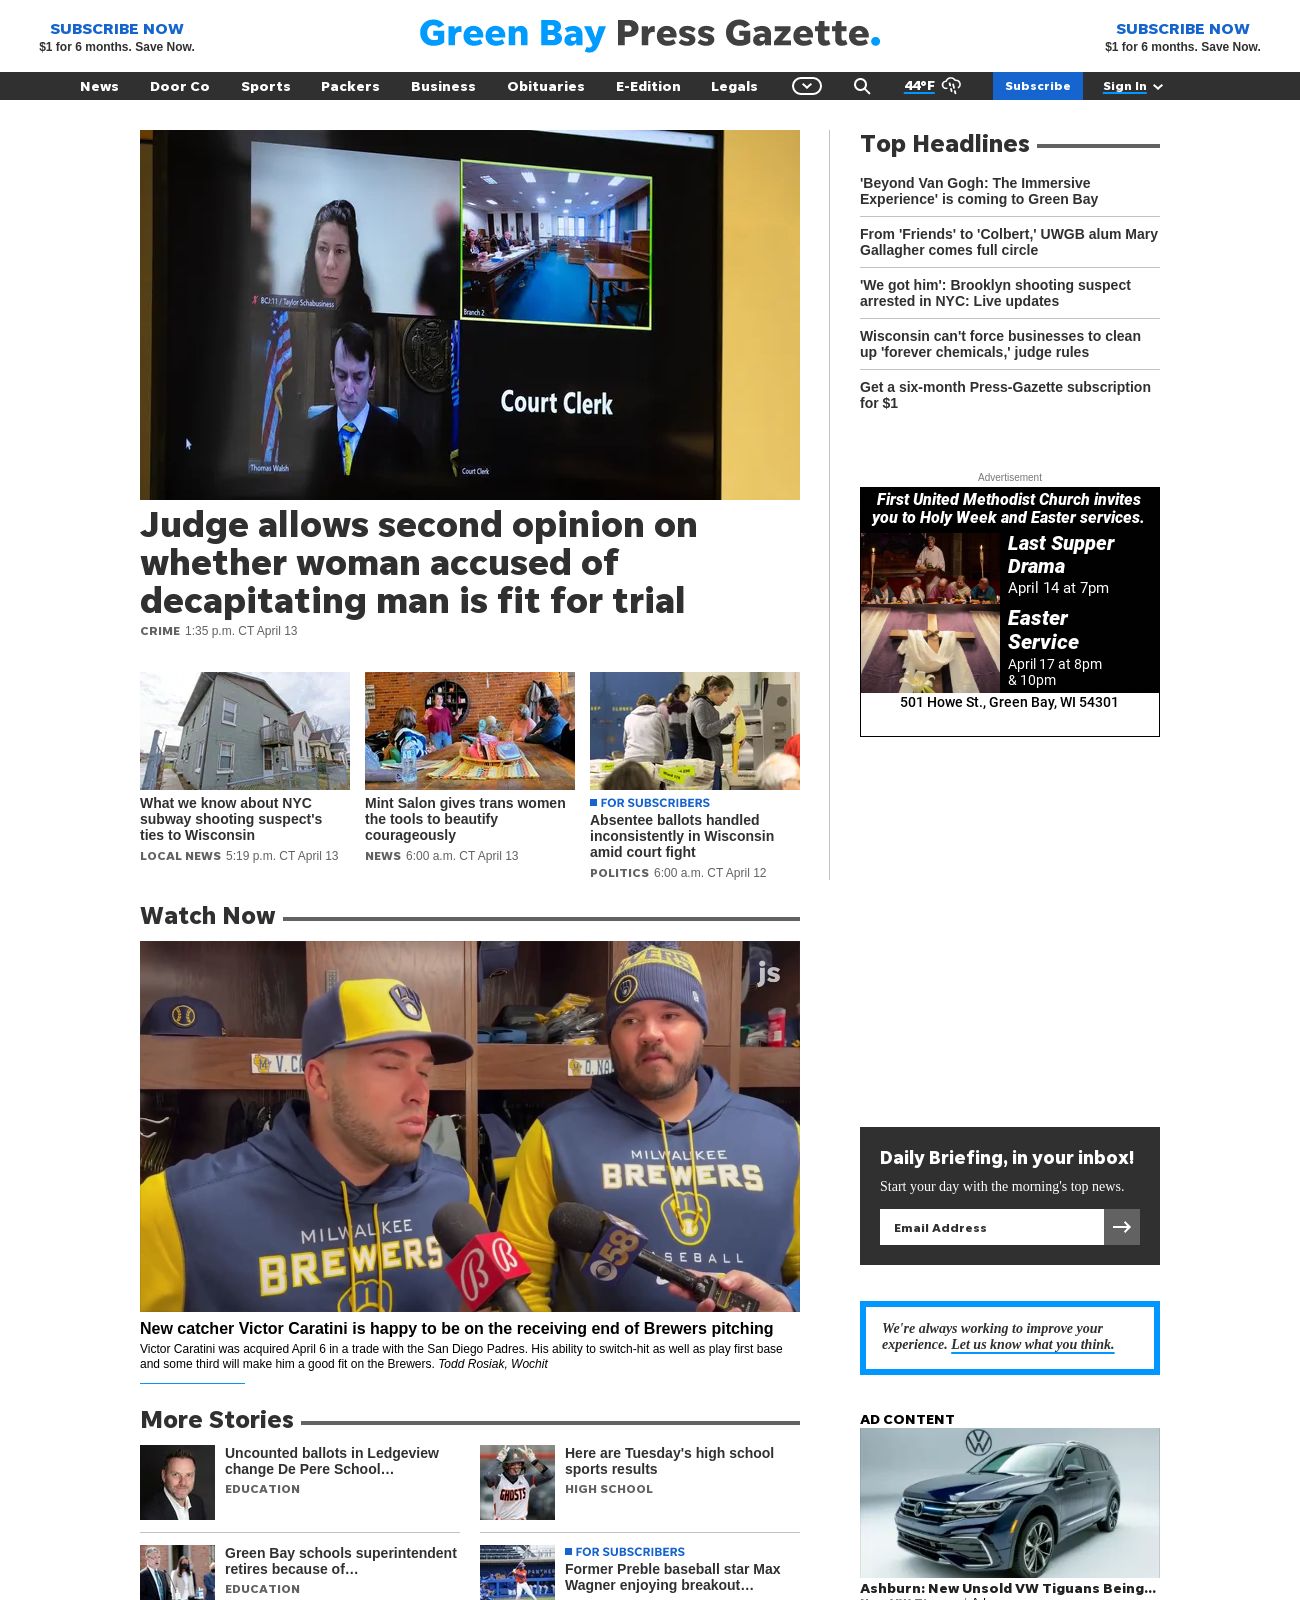 SUBSCRIBE NOW
$1 for 6 months. Save Now.
Green Bay Press Gazette.
SUBSCRIBE NOW
$1 for 6 months. Save Now.
News Door Co Sports Packers Business Obituaries E-Edition Legals 44°F Subscribe Sign In
BCJ 11 / Taylor Schabusiness
Branch 2
Court Clerk
Thomas Walsh
Court Clerk
Judge allows second opinion on
whether woman accused of
decapitating man is fit for trial
CRIME 1:35 p.m. CT April 13
What we know about NYC
subway shooting suspect's
ties to Wisconsin
LOCAL NEWS 5:19 p.m. CT April 13
Mint Salon gives trans women
the tools to beautify
courageously
NEWS 6:00 a.m. CT April 13
FOR SUBSCRIBERS
Absentee ballots handled
inconsistently in Wisconsin
amid court fight
POLITICS 6:00 a.m. CT April 12
Top Headlines
'Beyond Van Gogh: The Immersive
Experience' is coming to Green Bay
From 'Friends' to 'Colbert,' UWGB alum Mary
Gallagher comes full circle
'We got him': Brooklyn shooting suspect
arrested in NYC: Live updates
Wisconsin can't force businesses to clean
up 'forever chemicals,' judge rules
Get a six-month Press-Gazette subscription
for $1
Advertisement
First United Methodist Church invites
you to Holy Week and Easter services.
Last Supper
Drama
April 14 at 7pm
Easter
Service
April 17 at 8pm
& 10pm
501 Howe St., Green Bay, WI 54301
Watch Now
js
BREWERS
MILWAUKEE
BREWERS
BASEBALL
MILWAUKEE
BREWERS
58
New catcher Victor Caratini is happy to be on the receiving end of Brewers pitching
Victor Caratini was acquired April 6 in a trade with the San Diego Padres. His ability to switch-hit as well as play first base
and some third will make him a good fit on the Brewers. Todd Rosiak, Wochit
Daily Briefing, in your inbox!
Start your day with the morning's top news.
Email Address
We're always working to improve your
experience. Let us know what you think.
More Stories
Uncounted ballots in Ledgeview
change De Pere School…
EDUCATION
GHOSTS
Here are Tuesday's high school
sports results
HIGH SCHOOL
Green Bay schools superintendent
retires because of…
EDUCATION
FOR SUBSCRIBERS
Former Preble baseball star Max
Wagner enjoying breakout…
AD CONTENT
Ashburn: New Unsold VW Tiguans Being…